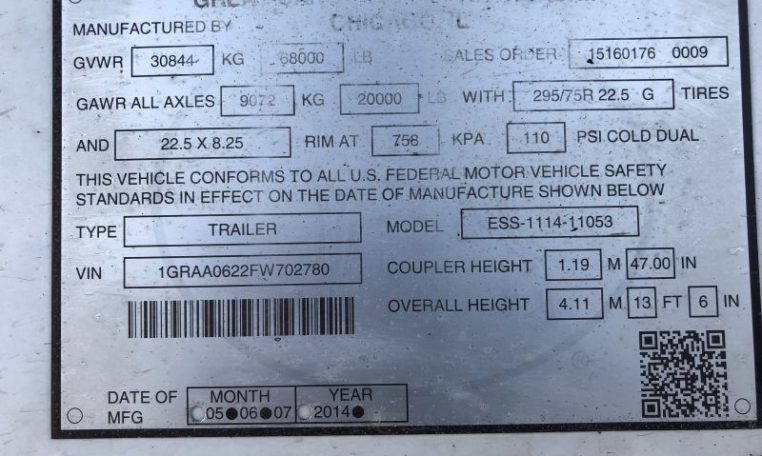 MANUFACTURED BY CHICAGO, IL
GVWR 30844 KG 68000 LB SALES ORDER 15160176 0009
GAWR ALL AXLES 9072 KG 20000 LB WITH 295/75R 22.5 G TIRES
AND 22.5 X 8.25 RIM AT 758 KPA 110 PSI COLD DUAL
THIS VEHICLE CONFORMS TO ALL U.S. FEDERAL MOTOR VEHICLE SAFETY
STANDARDS IN EFFECT ON THE DATE OF MANUFACTURE SHOWN BELOW
TYPE TRAILER MODEL ESS-1114-11053
VIN 1GRAA0622FW702780 COUPLER HEIGHT 1.19 M 47.00 IN
OVERALL HEIGHT 4.11 M 13 FT 6 IN
DATE OF MFG MONTH YEAR
05 06 07 2014